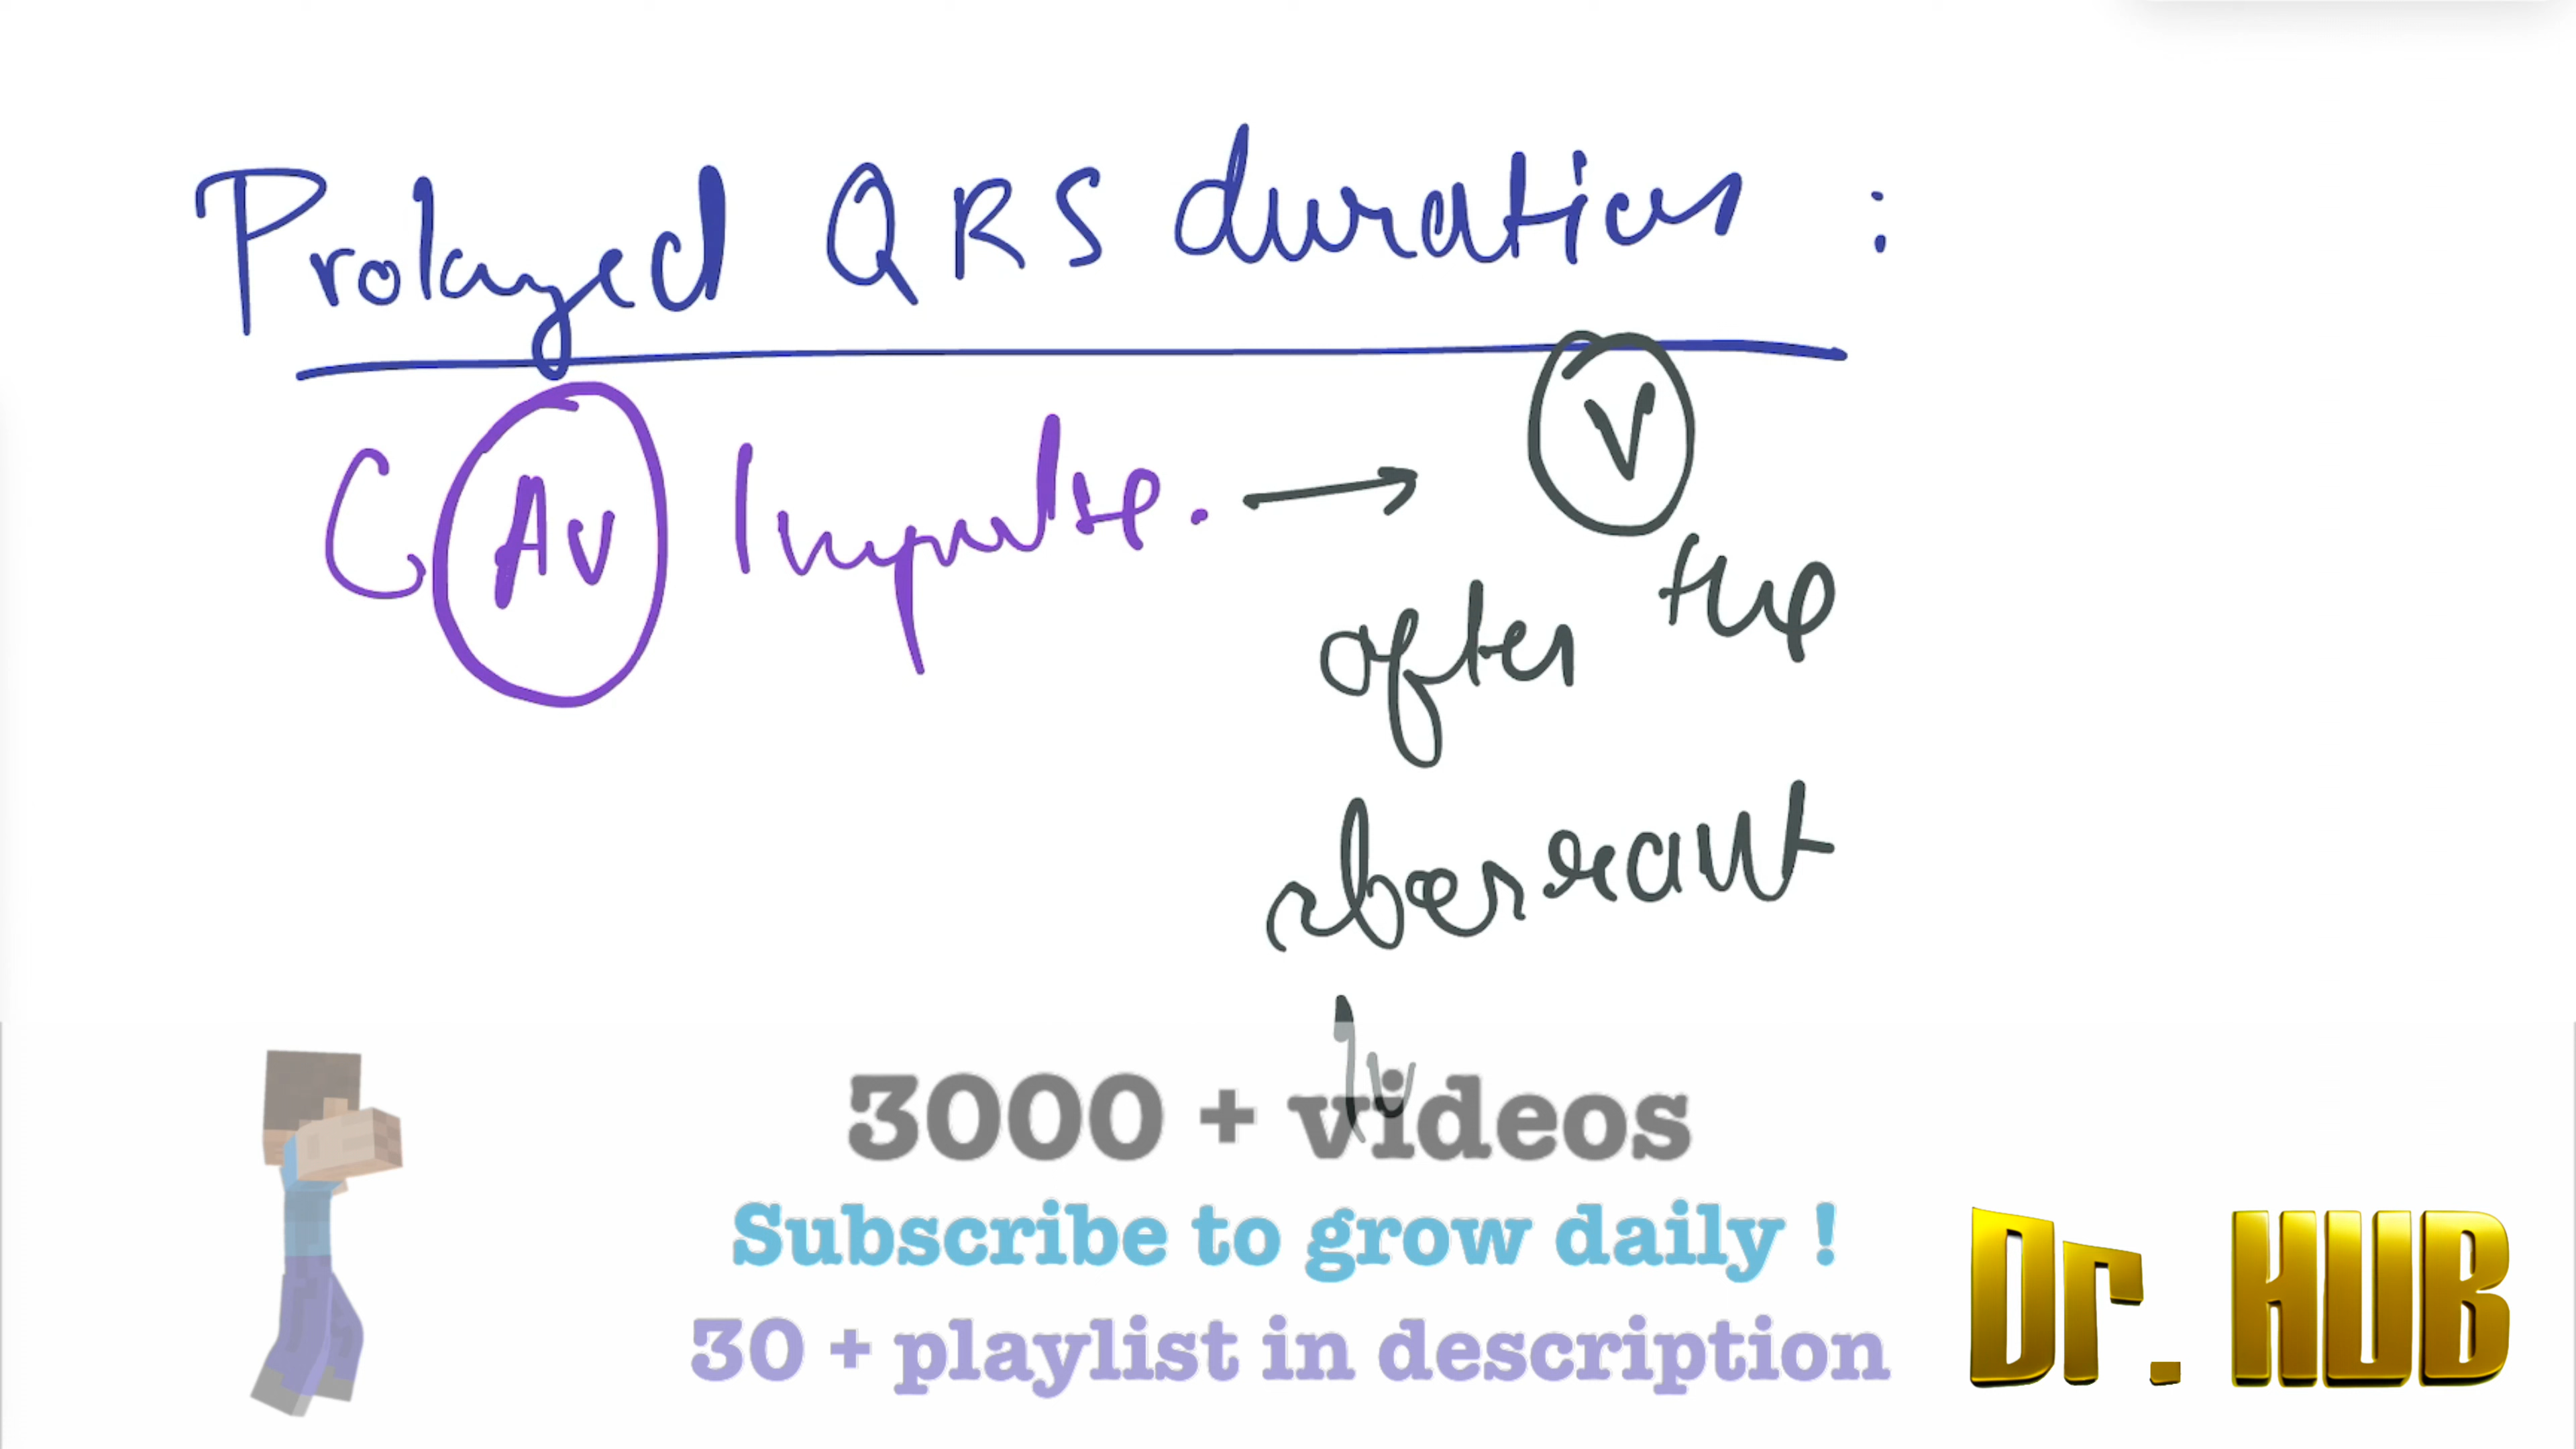 Prolonged QRS duration :
C AV Impulse. → V
after the
aberrant
3000 + videos
Subscribe to grow daily !
30 + playlist in description
Dr. HUB